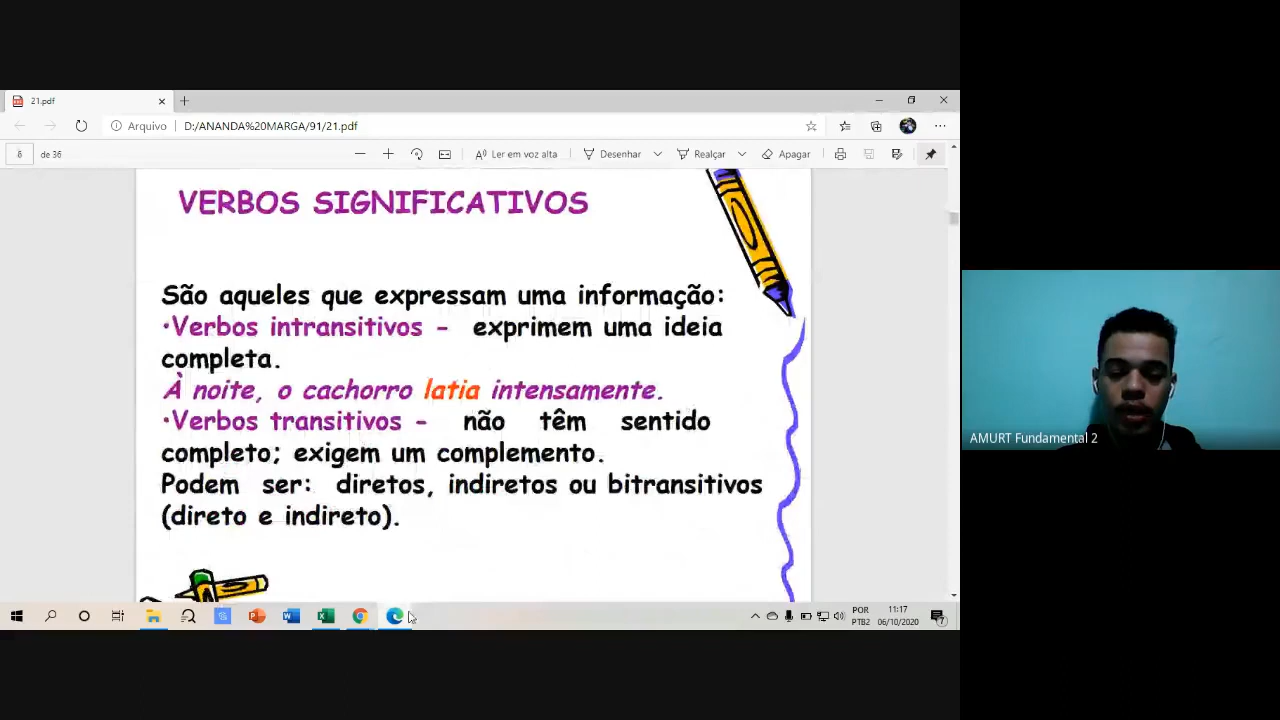 21.pdf
Arquivo D:/ANANDA%20MARGA/91/21.pdf
de 36
Ler em voz alta
Desenhar
Realçar
Apagar
VERBOS SIGNIFICATIVOS
São aqueles que expressam uma informação:
•Verbos intransitivos - exprimem uma ideia
completa.
À noite, o cachorro latia intensamente.
•Verbos transitivos - não têm sentido
completo; exigem um complemento.
Podem ser: diretos, indiretos ou bitransitivos
(direto e indireto).
AMURT Fundamental 2
POR
PTB2
11:17
06/10/2020